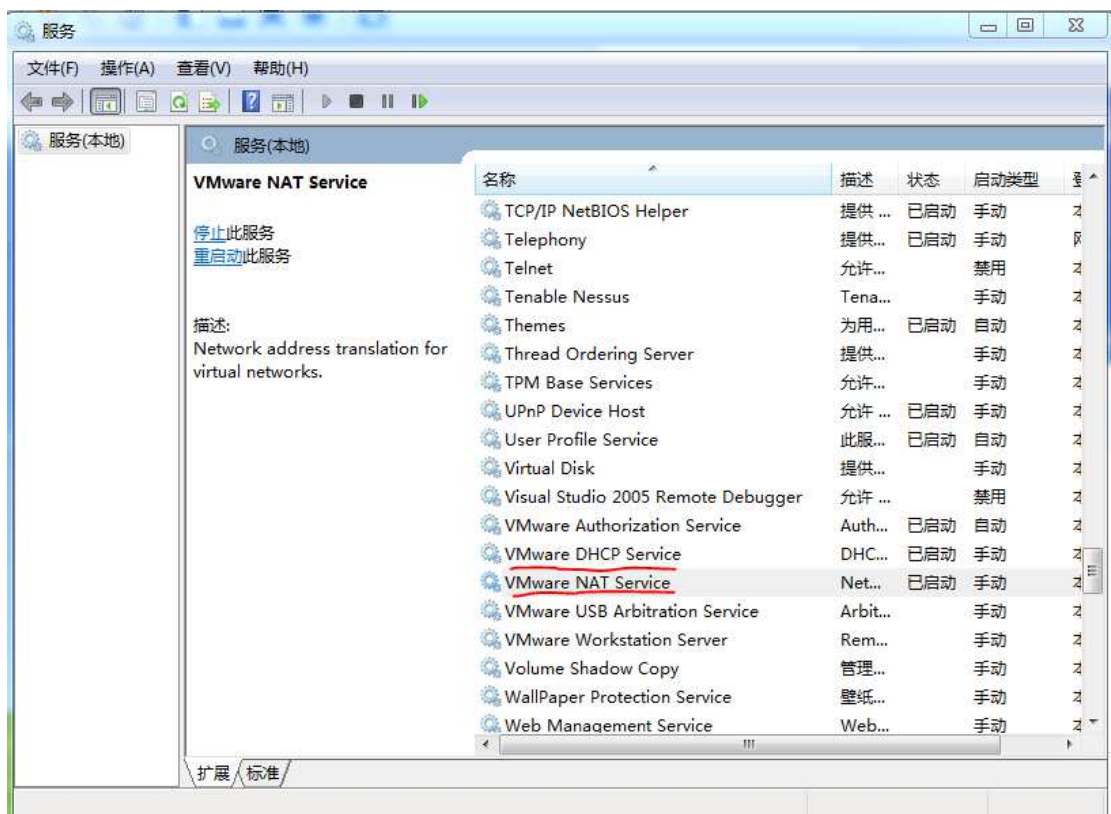 服务
文件(F) 操作(A) 查看(V) 帮助(H)
服务(本地)
服务(本地)
VMware NAT Service
停止此服务
重启动此服务
描述:
Network address translation for
virtual networks.
名称 描述 状态 启动类型
TCP/IP NetBIOS Helper 提供 ... 已启动 手动
Telephony 提供... 已启动 手动
Telnet 允许... 禁用
Tenable Nessus Tena... 手动
Themes 为用... 已启动 自动
Thread Ordering Server 提供... 手动
TPM Base Services 允许... 手动
UPnP Device Host 允许 ... 已启动 手动
User Profile Service 此服... 已启动 自动
Virtual Disk 提供... 手动
Visual Studio 2005 Remote Debugger 允许 ... 禁用
VMware Authorization Service Auth... 已启动 自动
VMware DHCP Service DHC... 已启动 手动
VMware NAT Service Net... 已启动 手动
VMware USB Arbitration Service Arbit... 手动
VMware Workstation Server Rem... 手动
Volume Shadow Copy 管理... 手动
WallPaper Protection Service 壁纸... 手动
Web Management Service Web... 手动
扩展 标准